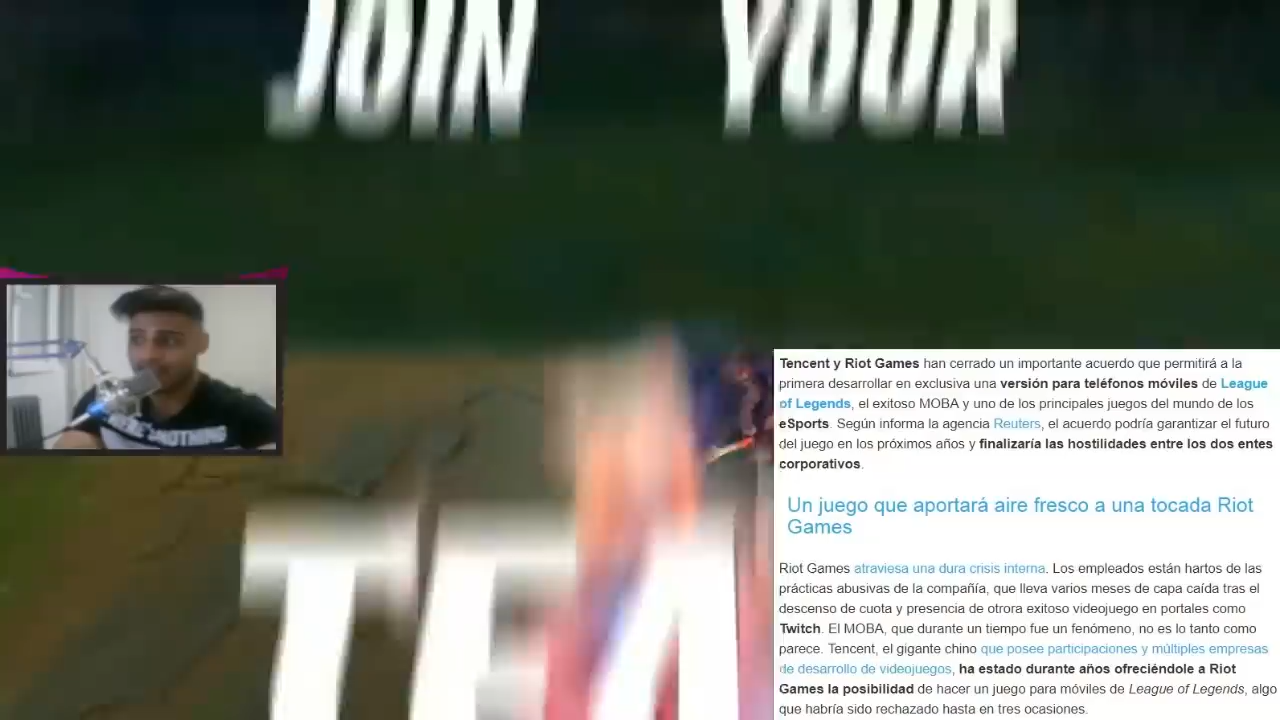 JOIN YOUR
TEA
NOTHING
Tencent y Riot Games han cerrado un importante acuerdo que permitirá a la
primera desarrollar en exclusiva una versión para teléfonos móviles de League
of Legends, el exitoso MOBA y uno de los principales juegos del mundo de los
eSports. Según informa la agencia Reuters, el acuerdo podría garantizar el futuro
del juego en los próximos años y finalizaría las hostilidades entre los dos entes
corporativos.
Un juego que aportará aire fresco a una tocada Riot
Games
Riot Games atraviesa una dura crisis interna. Los empleados están hartos de las
prácticas abusivas de la compañía, que lleva varios meses de capa caída tras el
descenso de cuota y presencia de otrora exitoso videojuego en portales como
Twitch. El MOBA, que durante un tiempo fue un fenómeno, no es lo tanto como
parece. Tencent, el gigante chino que posee participaciones y múltiples empresas
de desarrollo de videojuegos, ha estado durante años ofreciéndole a Riot
Games la posibilidad de hacer un juego para móviles de League of Legends, algo
que habría sido rechazado hasta en tres ocasiones.